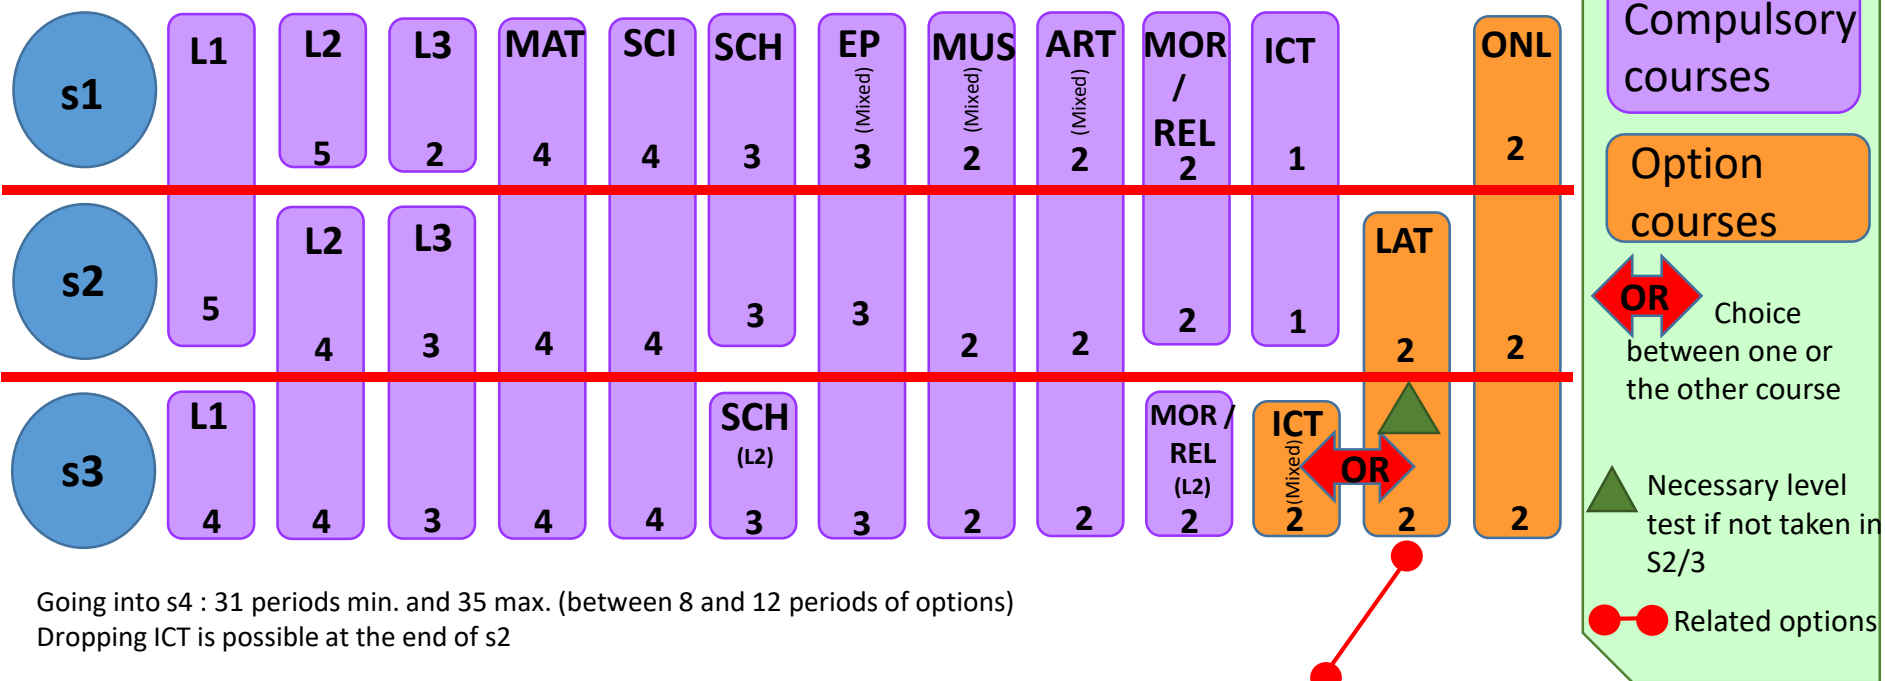 s1
L1
L2
5
L3
2
MAT
4
SCI
4
SCH
3
EP
(Mixed)
3
MUS
(Mixed)
2
ART
(Mixed)
2
MOR
/
REL
2
ICT
1
ONL
2
s2
5
L2
4
L3
3
4
4
3
3
2
2
2
1
LAT
2
2
s3
L1
4
4
3
4
4
SCH
(L2)
3
3
2
2
MOR /
REL
(L2)
2
ICT
(Mixed)
2
OR
2
2
Going into s4 : 31 periods min. and 35 max. (between 8 and 12 periods of options)
Dropping ICT is possible at the end of s2
Compulsory
courses
Option
courses
OR
Choice
between one or
the other course
Necessary level
test if not taken in
S2/3
Related options